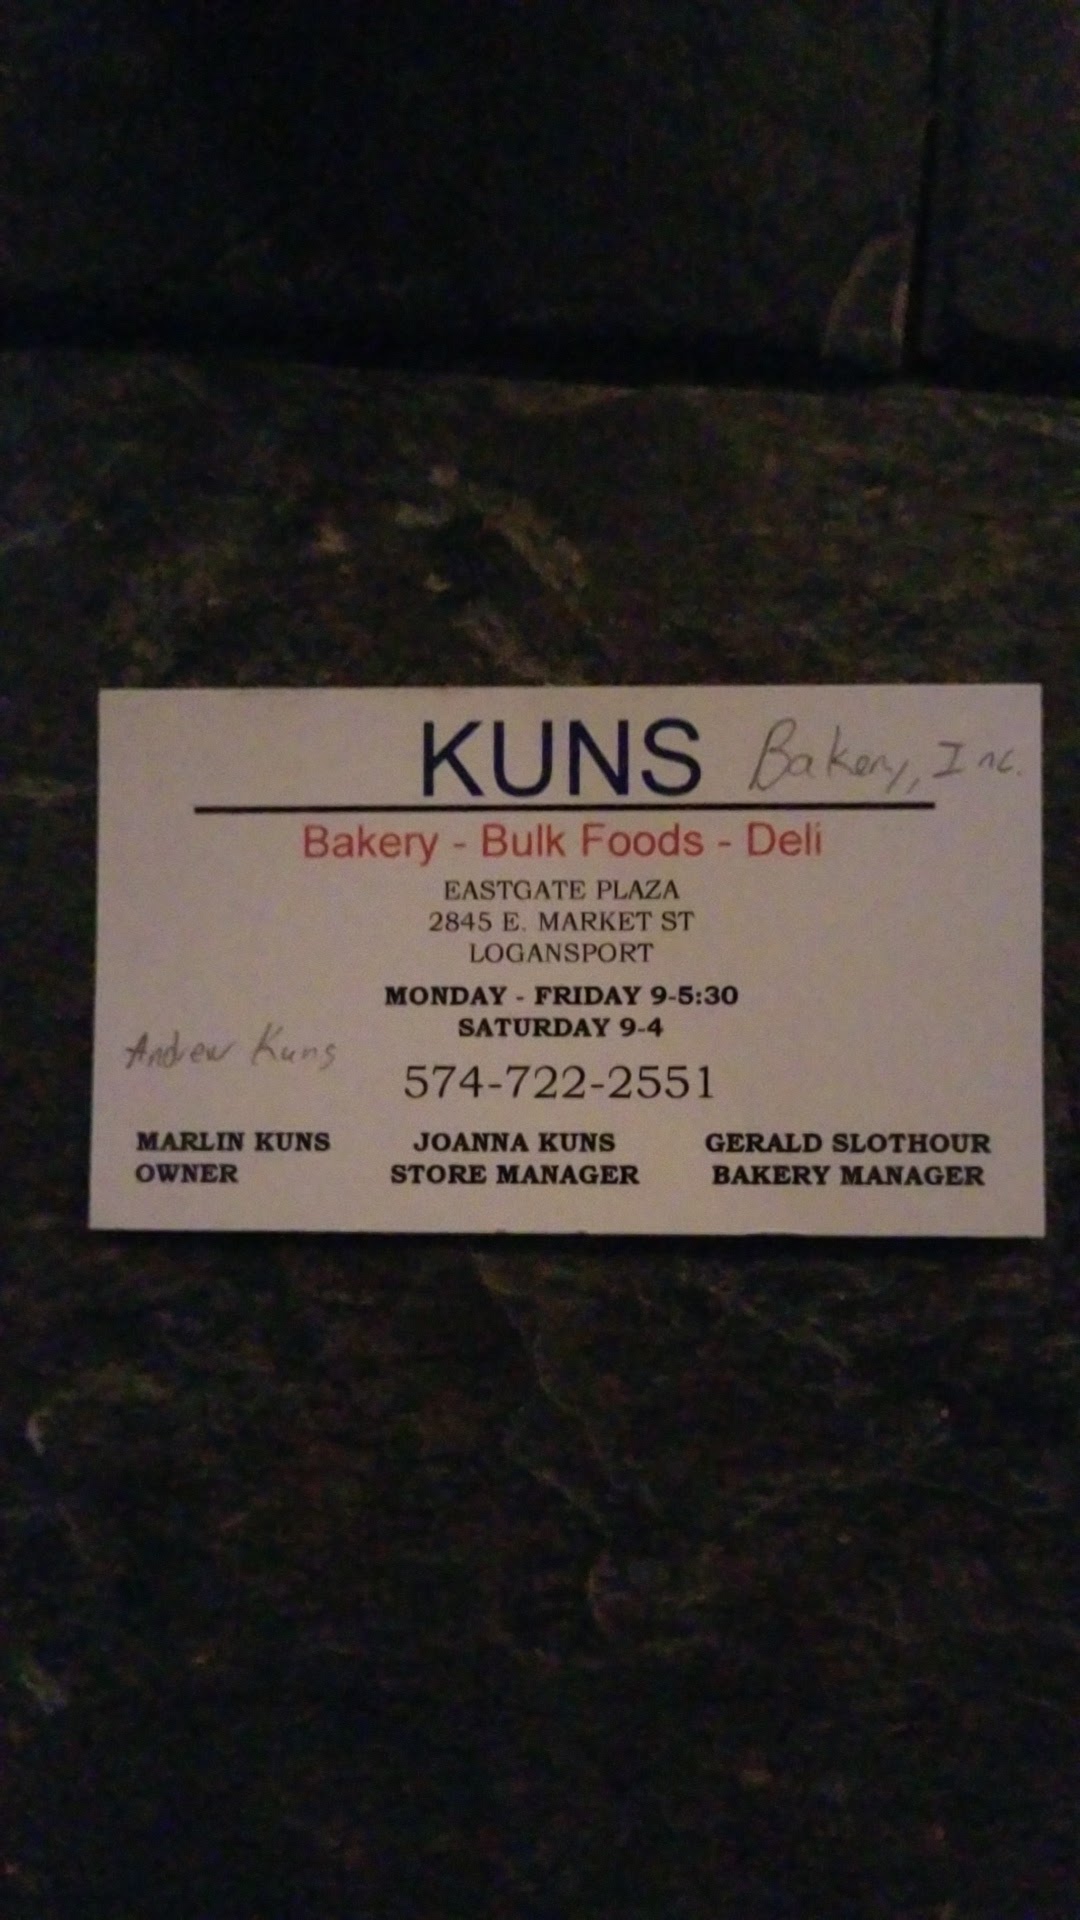 KUNS Bakery, Inc.
Bakery - Bulk Foods - Deli
EASTGATE PLAZA
2845 E. MARKET ST
LOGANSPORT
MONDAY - FRIDAY 9-5:30
SATURDAY 9-4
Andrew Kuns
574-722-2551
MARLIN KUNS JOANNA KUNS GERALD SLOTHOUR
OWNER STORE MANAGER BAKERY MANAGER